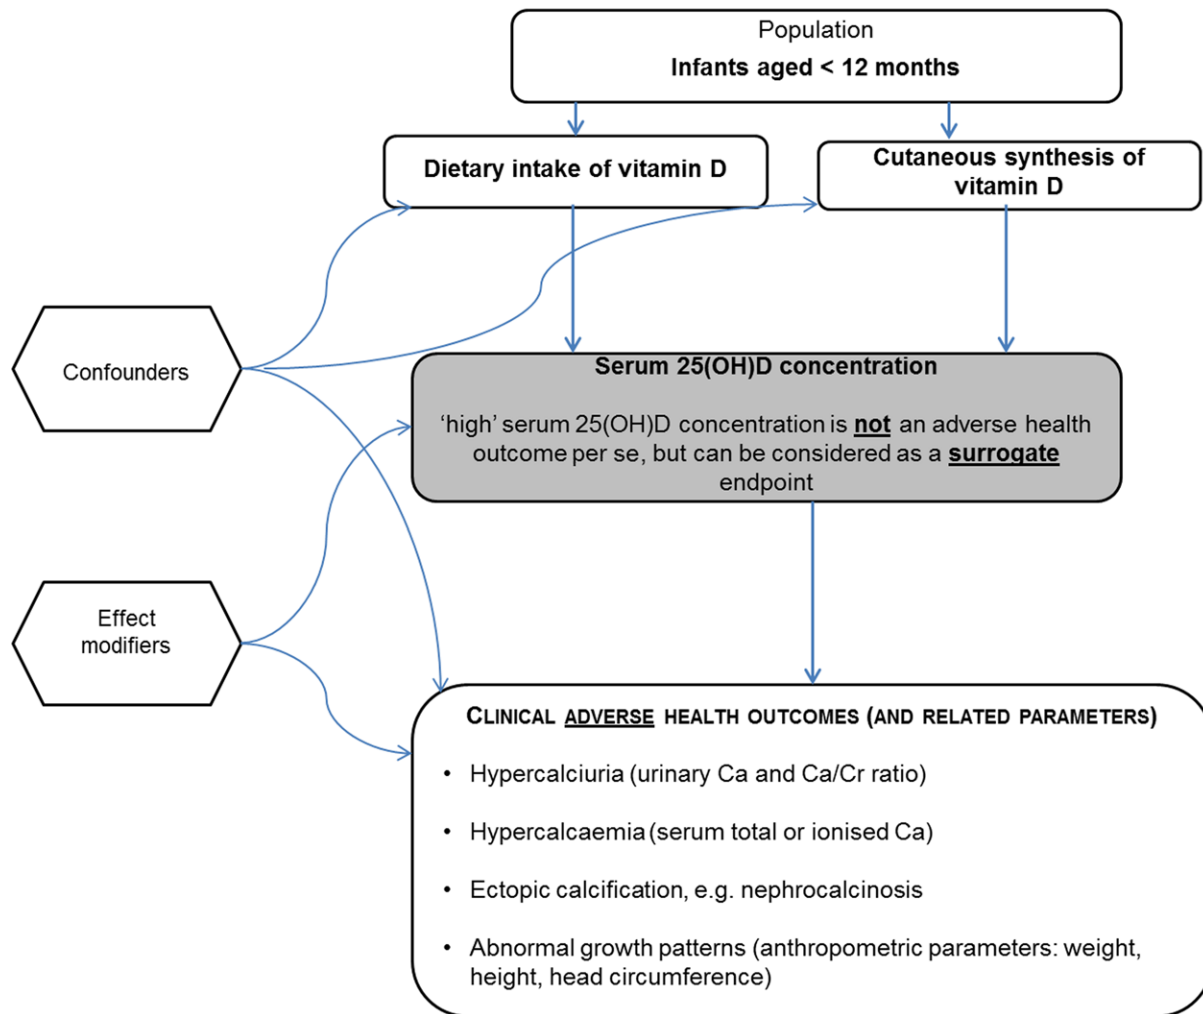 Population
Infants aged < 12 months
Dietary intake of vitamin D
Cutaneous synthesis of
vitamin D
Confounders
Serum 25(OH)D concentration
‘high’ serum 25(OH)D concentration is not an adverse health
outcome per se, but can be considered as a surrogate
endpoint
Effect
modifiers
CLINICAL ADVERSE HEALTH OUTCOMES (AND RELATED PARAMETERS)
• Hypercalciuria (urinary Ca and Ca/Cr ratio)
• Hypercalcaemia (serum total or ionised Ca)
• Ectopic calcification, e.g. nephrocalcinosis
• Abnormal growth patterns (anthropometric parameters: weight,
height, head circumference)